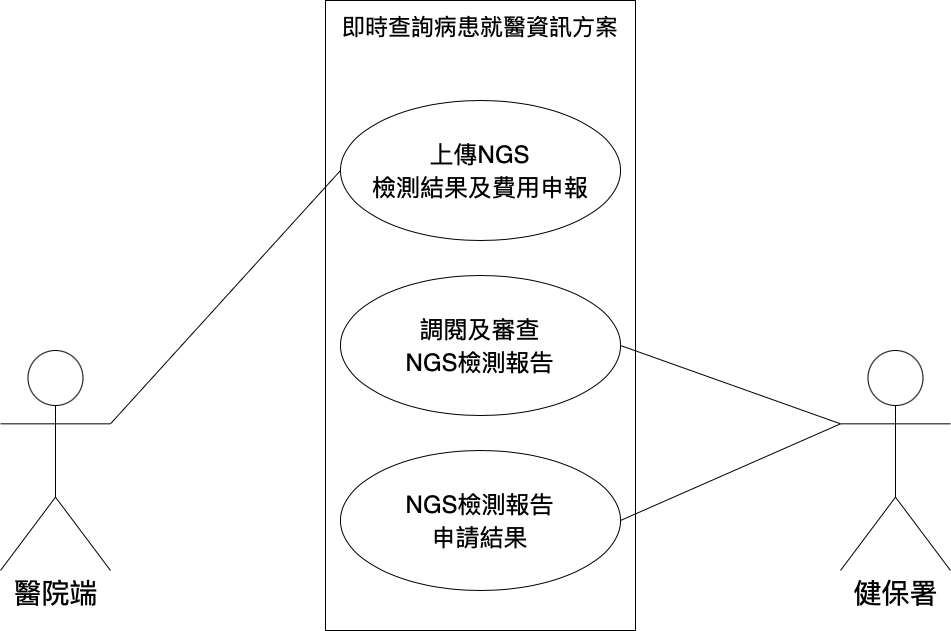 即時查詢病患就醫資訊方案
上傳NGS
檢測結果及費用申報
調閱及審查
NGS檢測報告
NGS檢測報告
申請結果
醫院端
健保署